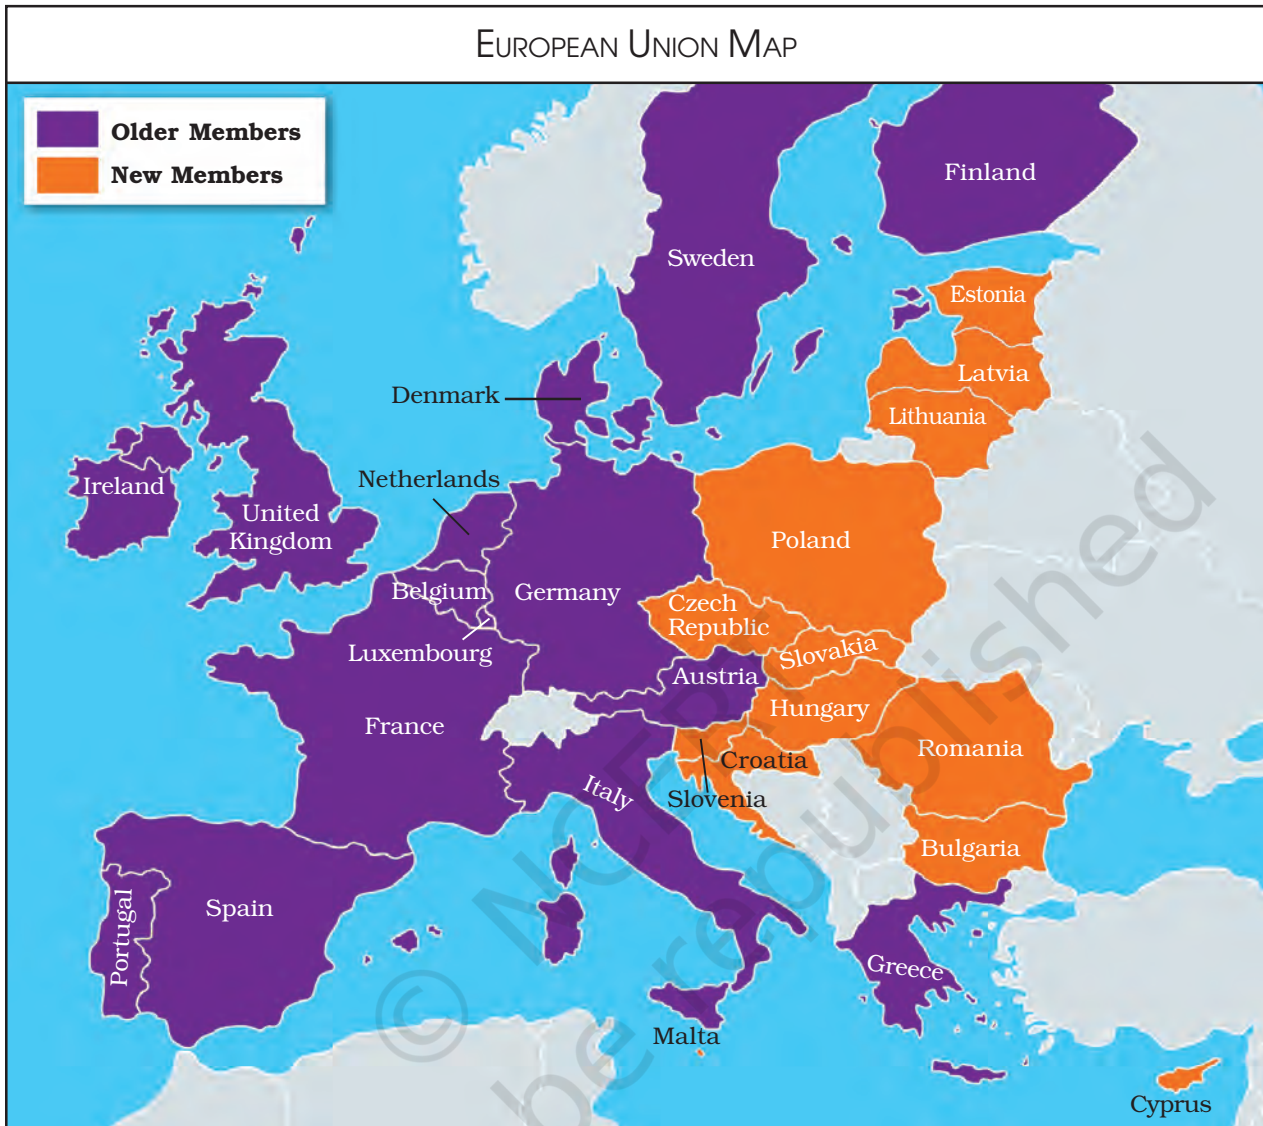 EUROPEAN UNION MAP
Older Members
New Members
Finland
Sweden
Estonia
Latvia
Lithuania
Denmark
Netherlands
Ireland
United
Kingdom
Poland
Belgium
Germany
Czech
Republic
Luxembourg
Slovakia
Austria
Hungary
France
Romania
Croatia
Italy
Slovenia
Bulgaria
Portugal
Spain
Greece
Malta
Cyprus
© NCERT
be republished